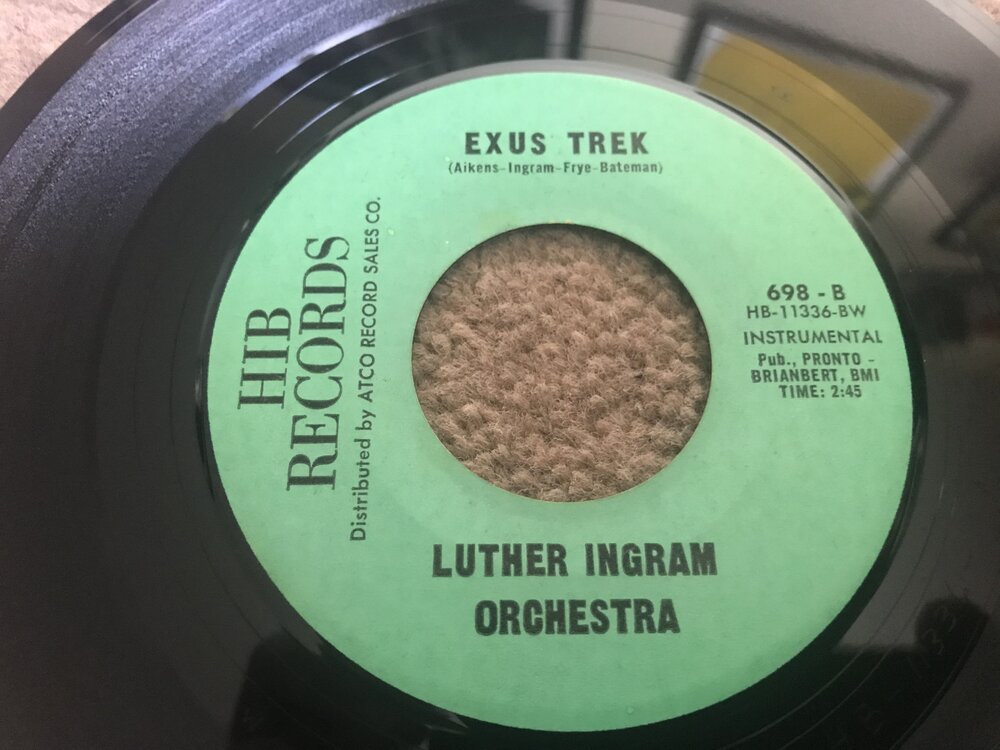 EXUS TREK
(Aikens-Ingram-Frye-Bateman)
HIB
RECORDS
Distributed by ATCO RECORD SALES CO.
698 - B
HB-11336-BW
INSTRUMENTAL
Pub., PRONTO -
BRIANBERT, BMI
TIME: 2:45
LUTHER INGRAM
ORCHESTRA